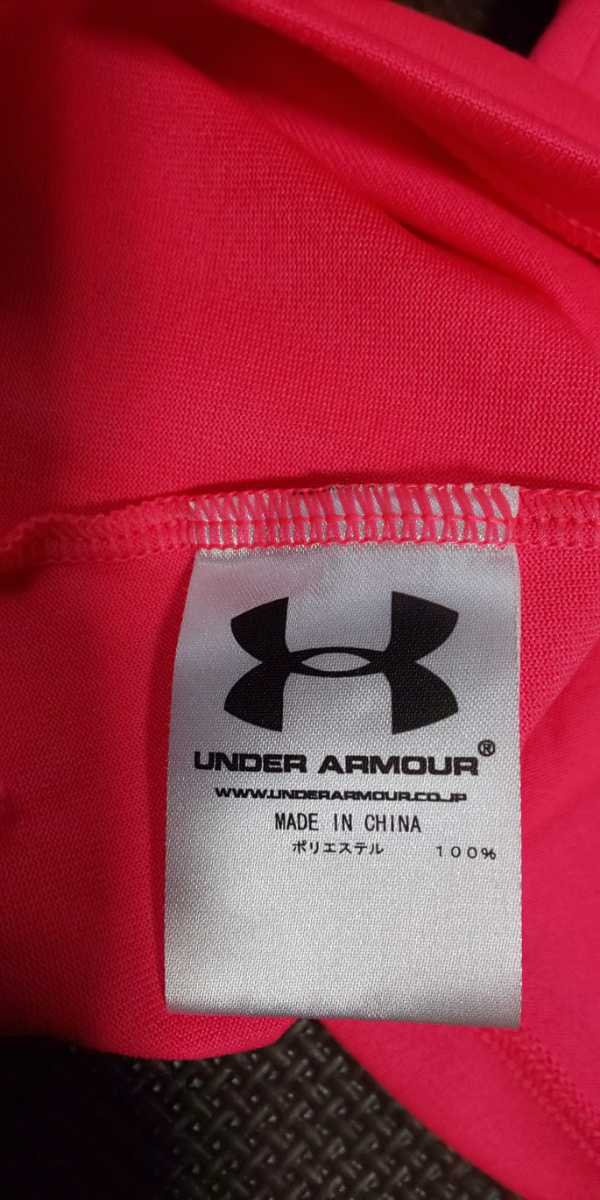 UNDER ARMOUR®
WWW.UNDERARMOUR.CO.JP
MADE IN CHINA
ポリエステル 100%